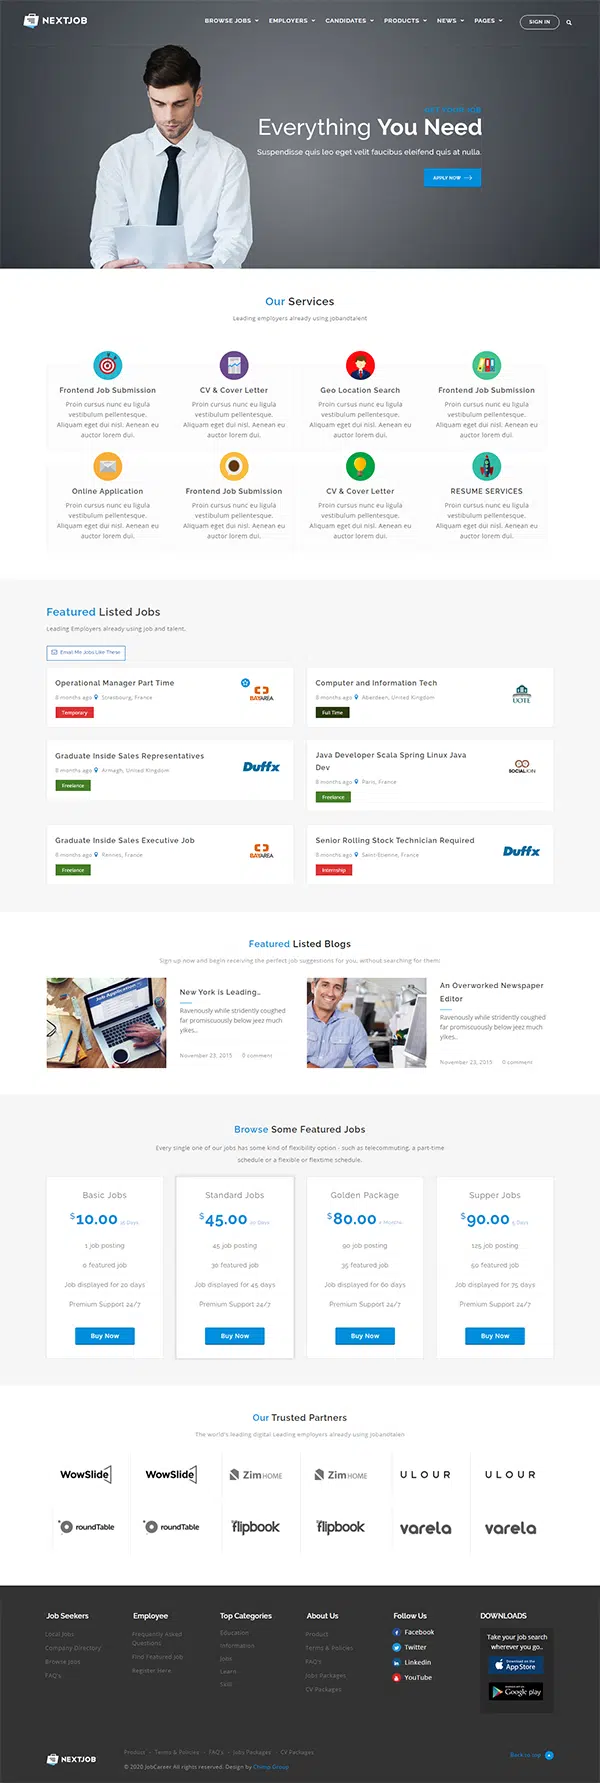 NEXTJOB
BROWSE JOBS EMPLOYERS CANDIDATES PRODUCTS NEWS PAGES SIGN IN
GET YOUR JOB
Everything You Need
Suspendisse quis leo eget velit faucibus eleifend quis at nulla.
APPLY NOW
Our Services
Leading employers already using jobandtalent
Frontend Job Submission
Proin cursus nunc eu ligula
vestibulum pellentesque.
Aliquam eget dui nisl. Aenean eu
auctor lorem dui.
CV & Cover Letter
Proin cursus nunc eu ligula
vestibulum pellentesque.
Aliquam eget dui nisl. Aenean eu
auctor lorem dui.
Geo Location Search
Proin cursus nunc eu ligula
vestibulum pellentesque.
Aliquam eget dui nisl. Aenean eu
auctor lorem dui.
Frontend Job Submission
Proin cursus nunc eu ligula
vestibulum pellentesque.
Aliquam eget dui nisl. Aenean eu
auctor lorem dui.
Online Application
Proin cursus nunc eu ligula
vestibulum pellentesque.
Aliquam eget dui nisl. Aenean eu
auctor lorem dui.
Frontend Job Submission
Proin cursus nunc eu ligula
vestibulum pellentesque.
Aliquam eget dui nisl. Aenean eu
auctor lorem dui.
CV & Cover Letter
Proin cursus nunc eu ligula
vestibulum pellentesque.
Aliquam eget dui nisl. Aenean eu
auctor lorem dui.
RESUME SERVICES
Proin cursus nunc eu ligula
vestibulum pellentesque.
Aliquam eget dui nisl. Aenean eu
auctor lorem dui.
Featured Listed Jobs
Leading Employers already using job and talent.
Email Me Jobs Like These
Operational Manager Part Time
8 months ago Strasbourg, France
Temporary
BAYAREA
Computer and Information Tech
8 months ago Aberdeen, United Kingdom
Full Time
UOTE
Graduate Inside Sales Representatives
8 months ago Armagh, United Kingdom
Freelance
Duffx
Java Developer Scala Spring Linux Java
Dev
8 months ago Paris, France
Freelance
SOCIALJOIN
Graduate Inside Sales Executive Job
8 months ago Rennes, France
Freelance
BAYAREA
Senior Rolling Stock Technician Required
8 months ago Saint-Etienne, France
Internship
Duffx
Featured Listed Blogs
Sign up now and begin receiving the perfect job suggestions for you, without searching for them!
Job Application
New York is Leading..
Ravenously while stridently coughed
far promiscuously below jeez much
yikes..
November 23, 2015 0 comment
An Overworked Newspaper
Editor
Ravenously while stridently coughed
far promiscuously below jeez much
yikes..
November 23, 2015 0 comment
Browse Some Featured Jobs
Every single one of our jobs has some kind of flexibility option - such as telecommuting, a part-time
schedule or a flexible or flextime schedule.
Basic Jobs
$10.00
1 job posting
0 featured job
Job displayed for 20 days
Premium Support 24/7
Buy Now
Standard Jobs
$45.00
45 job posting
30 featured job
Job displayed for 45 days
Premium Support 24/7
Buy Now
Golden Package
$80.00
90 job posting
35 featured job
Job displayed for 60 days
Premium Support 24/7
Buy Now
Supper Jobs
$90.00
125 job posting
50 featured job
Job displayed for 75 days
Premium Support 24/7
Buy Now
Our Trusted Partners
The world's leading digital Leading employers already using jobandtalen
WowSlide WowSlide ZimHOME ZimHOME ULOUR ULOUR
roundTable roundTable flipbook flipbook varela varela
Job Seekers
Local Jobs
Company Directory
Browse Jobs
FAQ's
Employee
Frequently Asked
Questions
Find Featured Job
Register Here
Top Categories
Education
Information
Jobs
Learn
Skill
About Us
Product
Terms & Policies
FAQ's
Jobs Packages
CV Packages
Follow Us
Facebook
Twitter
Linkedin
YouTube
DOWNLOADS
Take your job search
wherever you go..
Download on the
App Store
Google play
NEXTJOB
Product - Terms & Policies - FAQ's - Jobs Packages - CV Packages
© 2020 JobCareer All rights reserved. Design by Chimp Group
Back to top